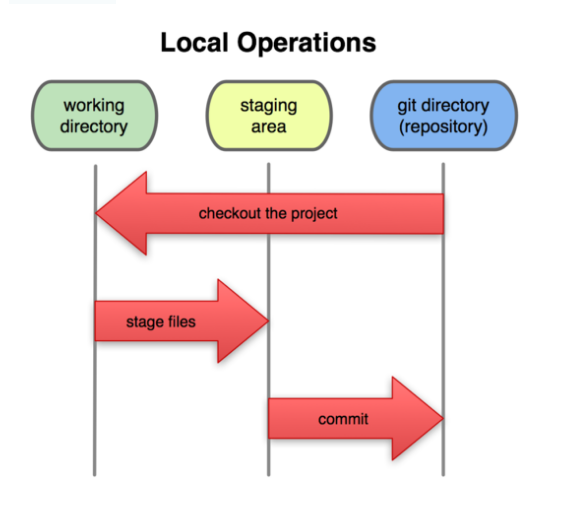 Local Operations
working
directory
staging
area
git directory
(repository)
checkout the project
stage files
commit